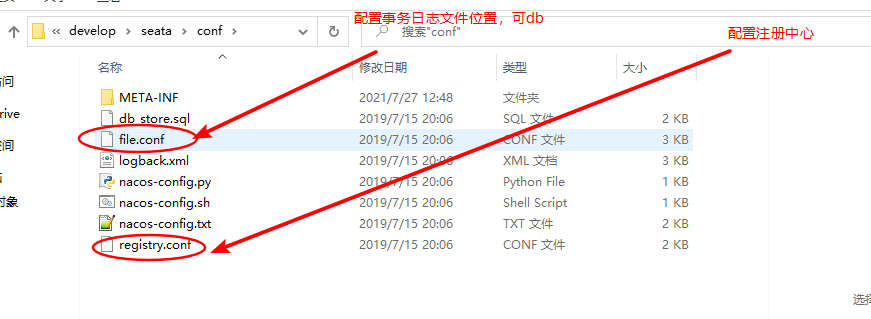 配置事务日志文件位置，可db
配置注册中心
« develop › seata › conf ›
搜索"conf"
名称 修改日期 类型 大小
META-INF 2021/7/27 12:48 文件夹
db_store.sql 2019/7/15 20:06 SQL 文件 2 KB
file.conf 2019/7/15 20:06 CONF 文件 3 KB
logback.xml 2019/7/15 20:06 XML 文档 3 KB
nacos-config.py 2019/7/15 20:06 Python File 1 KB
nacos-config.sh 2019/7/15 20:06 Shell Script 1 KB
nacos-config.txt 2019/7/15 20:06 TXT 文件 2 KB
registry.conf 2019/7/15 20:06 CONF 文件 2 KB
访问
rive
空间
对象
选择